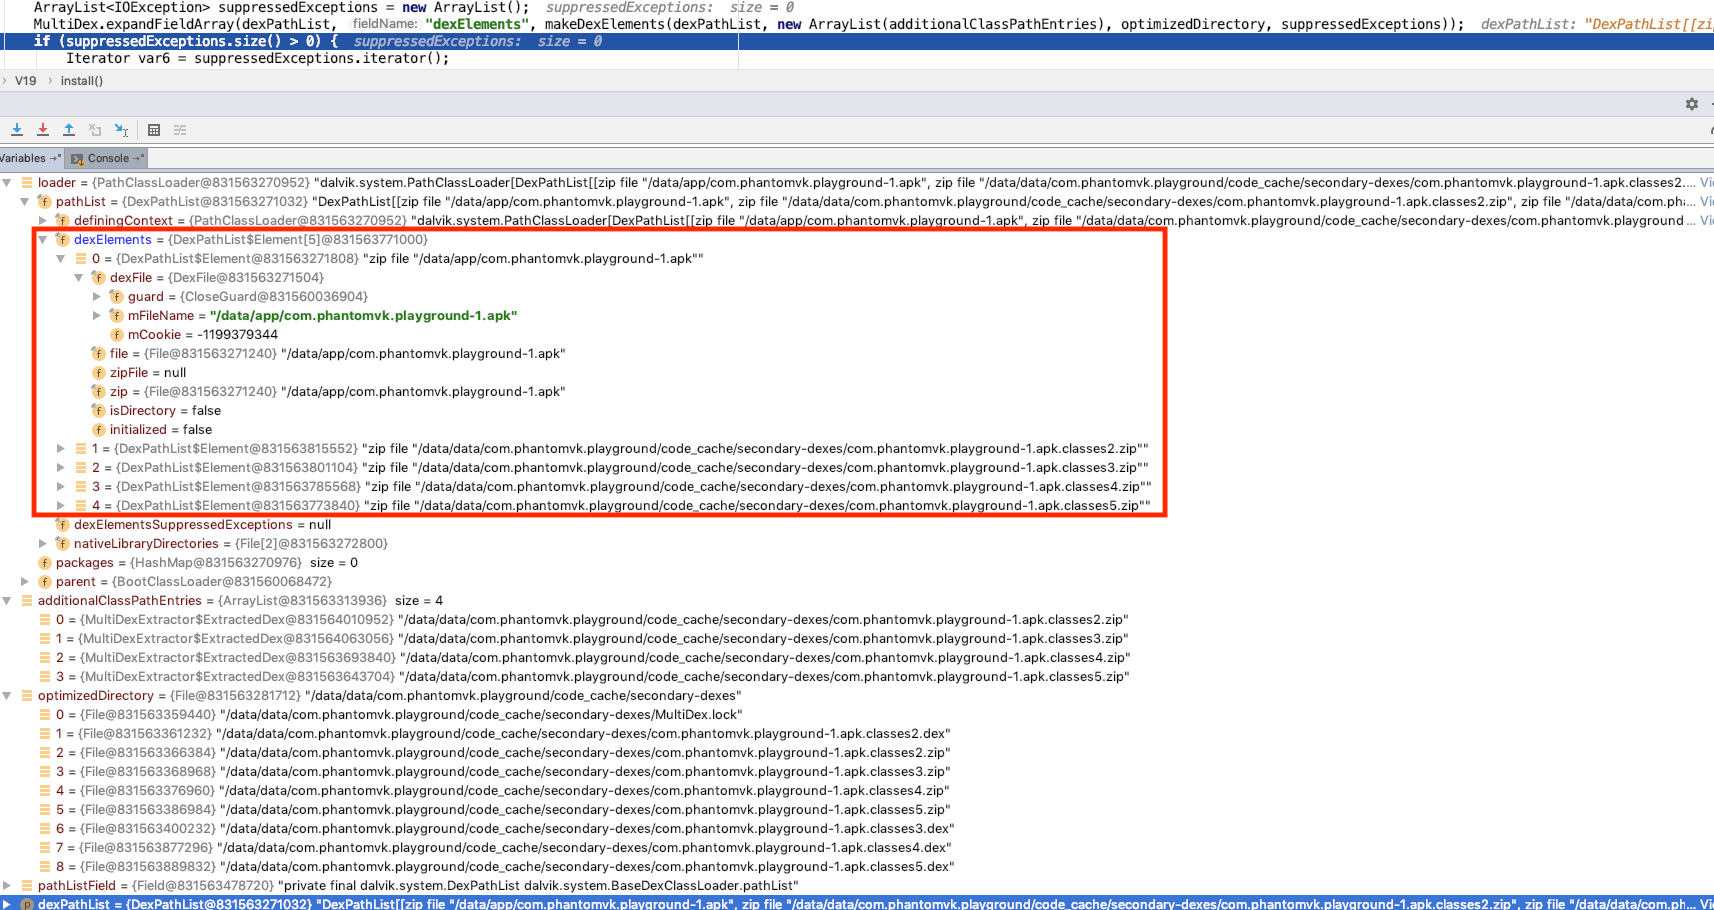 ArrayList<IOException> suppressedExceptions = new ArrayList();  suppressedExceptions:  size = 0
MultiDex.expandFieldArray(dexPathList, fieldName: "dexElements", makeDexElements(dexPathList, new ArrayList(additionalClassPathEntries), optimizedDirectory, suppressedExceptions));  dexPathList: "DexPathList[[zip
if (suppressedExceptions.size() > 0) {  suppressedExceptions:  size = 0
Iterator var6 = suppressedExceptions.iterator();
V19 › install()
Variables →" Console →"
loader = {PathClassLoader@831563270952} "dalvik.system.PathClassLoader[DexPathList[[zip file "/data/app/com.phantomvk.playground-1.apk", zip file "/data/data/com.phantomvk.playground/code_cache/secondary-dexes/com.phantomvk.playground-1.apk.classes2.... Vi
pathList = {DexPathList@831563271032} "DexPathList[[zip file "/data/app/com.phantomvk.playground-1.apk", zip file "/data/data/com.phantomvk.playground/code_cache/secondary-dexes/com.phantomvk.playground-1.apk.classes2.zip", zip file "/data/data/com.ph... Vi
definingContext = {PathClassLoader@831563270952} "dalvik.system.PathClassLoader[DexPathList[[zip file "/data/app/com.phantomvk.playground-1.apk", zip file "/data/data/com.phantomvk.playground/code_cache/secondary-dexes/com.phantomvk.playground ... Vi
dexElements = {DexPathList$Element[5]@831563771000}
0 = {DexPathList$Element@831563271808} "zip file "/data/app/com.phantomvk.playground-1.apk""
dexFile = {DexFile@831563271504}
guard = {CloseGuard@831560036904}
mFileName = "/data/app/com.phantomvk.playground-1.apk"
mCookie = -1199379344
file = {File@831563271240} "/data/app/com.phantomvk.playground-1.apk"
zipFile = null
zip = {File@831563271240} "/data/app/com.phantomvk.playground-1.apk"
isDirectory = false
initialized = false
1 = {DexPathList$Element@831563815552} "zip file "/data/data/com.phantomvk.playground/code_cache/secondary-dexes/com.phantomvk.playground-1.apk.classes2.zip""
2 = {DexPathList$Element@831563801104} "zip file "/data/data/com.phantomvk.playground/code_cache/secondary-dexes/com.phantomvk.playground-1.apk.classes3.zip""
3 = {DexPathList$Element@831563785568} "zip file "/data/data/com.phantomvk.playground/code_cache/secondary-dexes/com.phantomvk.playground-1.apk.classes4.zip""
4 = {DexPathList$Element@831563773840} "zip file "/data/data/com.phantomvk.playground/code_cache/secondary-dexes/com.phantomvk.playground-1.apk.classes5.zip""
dexElementsSuppressedExceptions = null
nativeLibraryDirectories = {File[2]@831563272800}
packages = {HashMap@831563270976}  size = 0
parent = {BootClassLoader@831560068472}
additionalClassPathEntries = {ArrayList@831563313936}  size = 4
0 = {MultiDexExtractor$ExtractedDex@831564010952} "/data/data/com.phantomvk.playground/code_cache/secondary-dexes/com.phantomvk.playground-1.apk.classes2.zip"
1 = {MultiDexExtractor$ExtractedDex@831564063056} "/data/data/com.phantomvk.playground/code_cache/secondary-dexes/com.phantomvk.playground-1.apk.classes3.zip"
2 = {MultiDexExtractor$ExtractedDex@831563693840} "/data/data/com.phantomvk.playground/code_cache/secondary-dexes/com.phantomvk.playground-1.apk.classes4.zip"
3 = {MultiDexExtractor$ExtractedDex@831563643704} "/data/data/com.phantomvk.playground/code_cache/secondary-dexes/com.phantomvk.playground-1.apk.classes5.zip"
optimizedDirectory = {File@831563281712} "/data/data/com.phantomvk.playground/code_cache/secondary-dexes"
0 = {File@831563359440} "/data/data/com.phantomvk.playground/code_cache/secondary-dexes/MultiDex.lock"
1 = {File@831563361232} "/data/data/com.phantomvk.playground/code_cache/secondary-dexes/com.phantomvk.playground-1.apk.classes2.dex"
2 = {File@831563366384} "/data/data/com.phantomvk.playground/code_cache/secondary-dexes/com.phantomvk.playground-1.apk.classes2.zip"
3 = {File@831563368968} "/data/data/com.phantomvk.playground/code_cache/secondary-dexes/com.phantomvk.playground-1.apk.classes3.zip"
4 = {File@831563376960} "/data/data/com.phantomvk.playground/code_cache/secondary-dexes/com.phantomvk.playground-1.apk.classes4.zip"
5 = {File@831563386984} "/data/data/com.phantomvk.playground/code_cache/secondary-dexes/com.phantomvk.playground-1.apk.classes5.zip"
6 = {File@831563400232} "/data/data/com.phantomvk.playground/code_cache/secondary-dexes/com.phantomvk.playground-1.apk.classes3.dex"
7 = {File@831563877296} "/data/data/com.phantomvk.playground/code_cache/secondary-dexes/com.phantomvk.playground-1.apk.classes4.dex"
8 = {File@831563889832} "/data/data/com.phantomvk.playground/code_cache/secondary-dexes/com.phantomvk.playground-1.apk.classes5.dex"
pathListField = {Field@831563478720} "private final dalvik.system.DexPathList dalvik.system.BaseDexClassLoader.pathList"
dexPathList = {DexPathList@831563271032} "DexPathList[[zip file "/data/app/com.phantomvk.playground-1.apk", zip file "/data/data/com.phantomvk.playground/code_cache/secondary-dexes/com.phantomvk.playground-1.apk.classes2.zip", zip file "/data/data/com.ph... Vi